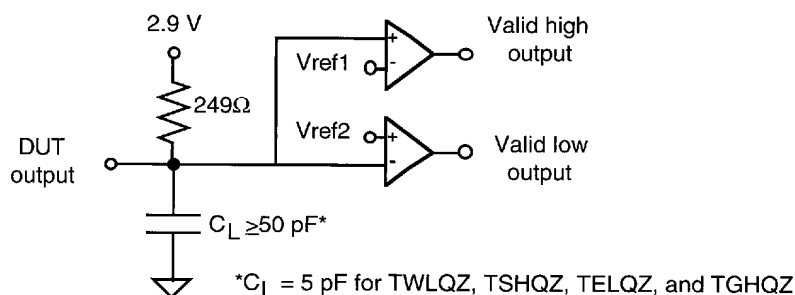 2.9 V
Valid high
output
+
-
Vref1
249Ω
Vref2
+
-
Valid low
output
DUT
output
C_L ≥50 pF*
*C_L = 5 pF for TWLQZ, TSHQZ, TELQZ, and TGHQZ